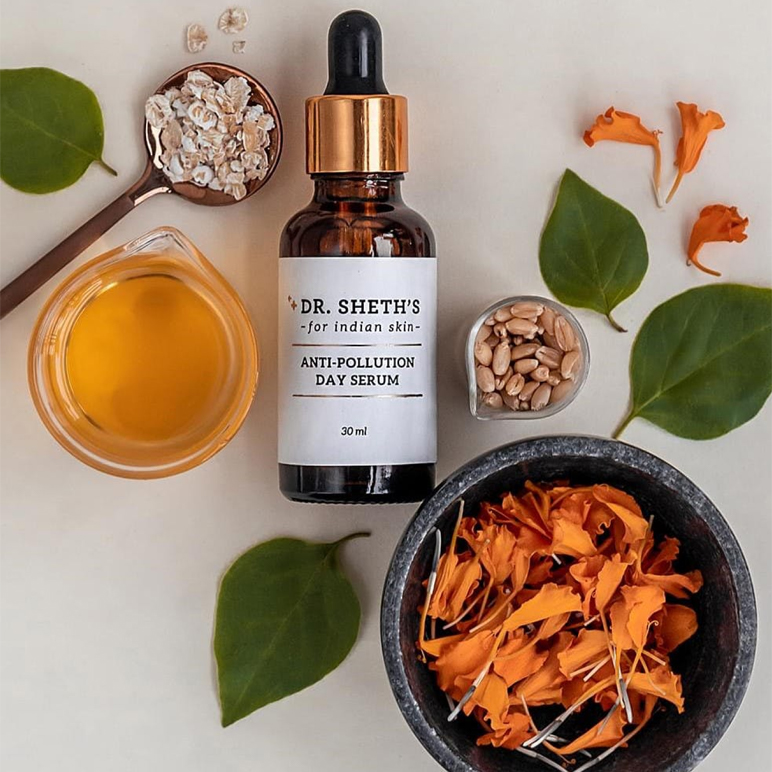 DR. SHETH'S
-for indian skin-
ANTI-POLLUTION
DAY SERUM
30 ml